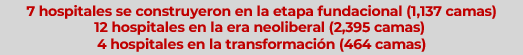 7 hospitales se construyeron en la etapa fundacional (1,137 camas)
12 hospitales en la era neoliberal (2,395 camas)
4 hospitales en la transformación (464 camas)